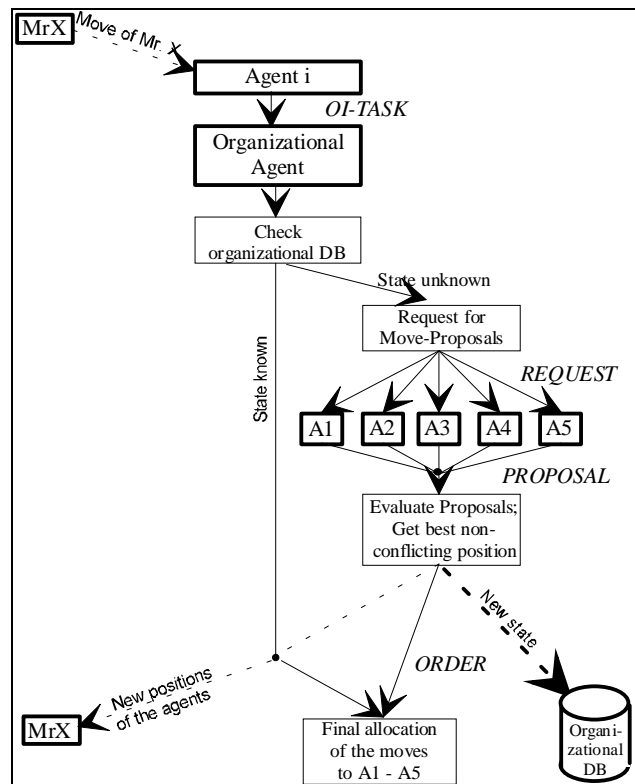 MrX
Move of Mr. X
Agent i
OI-TASK
Organizational
Agent
Check
organizational DB
State unknown
Request for
Move-Proposals
State known
REQUEST
A1
A2
A3
A4
A5
PROPOSAL
Evaluate Proposals;
Get best non-
conflicting position
New state
ORDER
New positions
of the agents
MrX
Final allocation
of the moves
to A1 - A5
Organi-
zational
DB